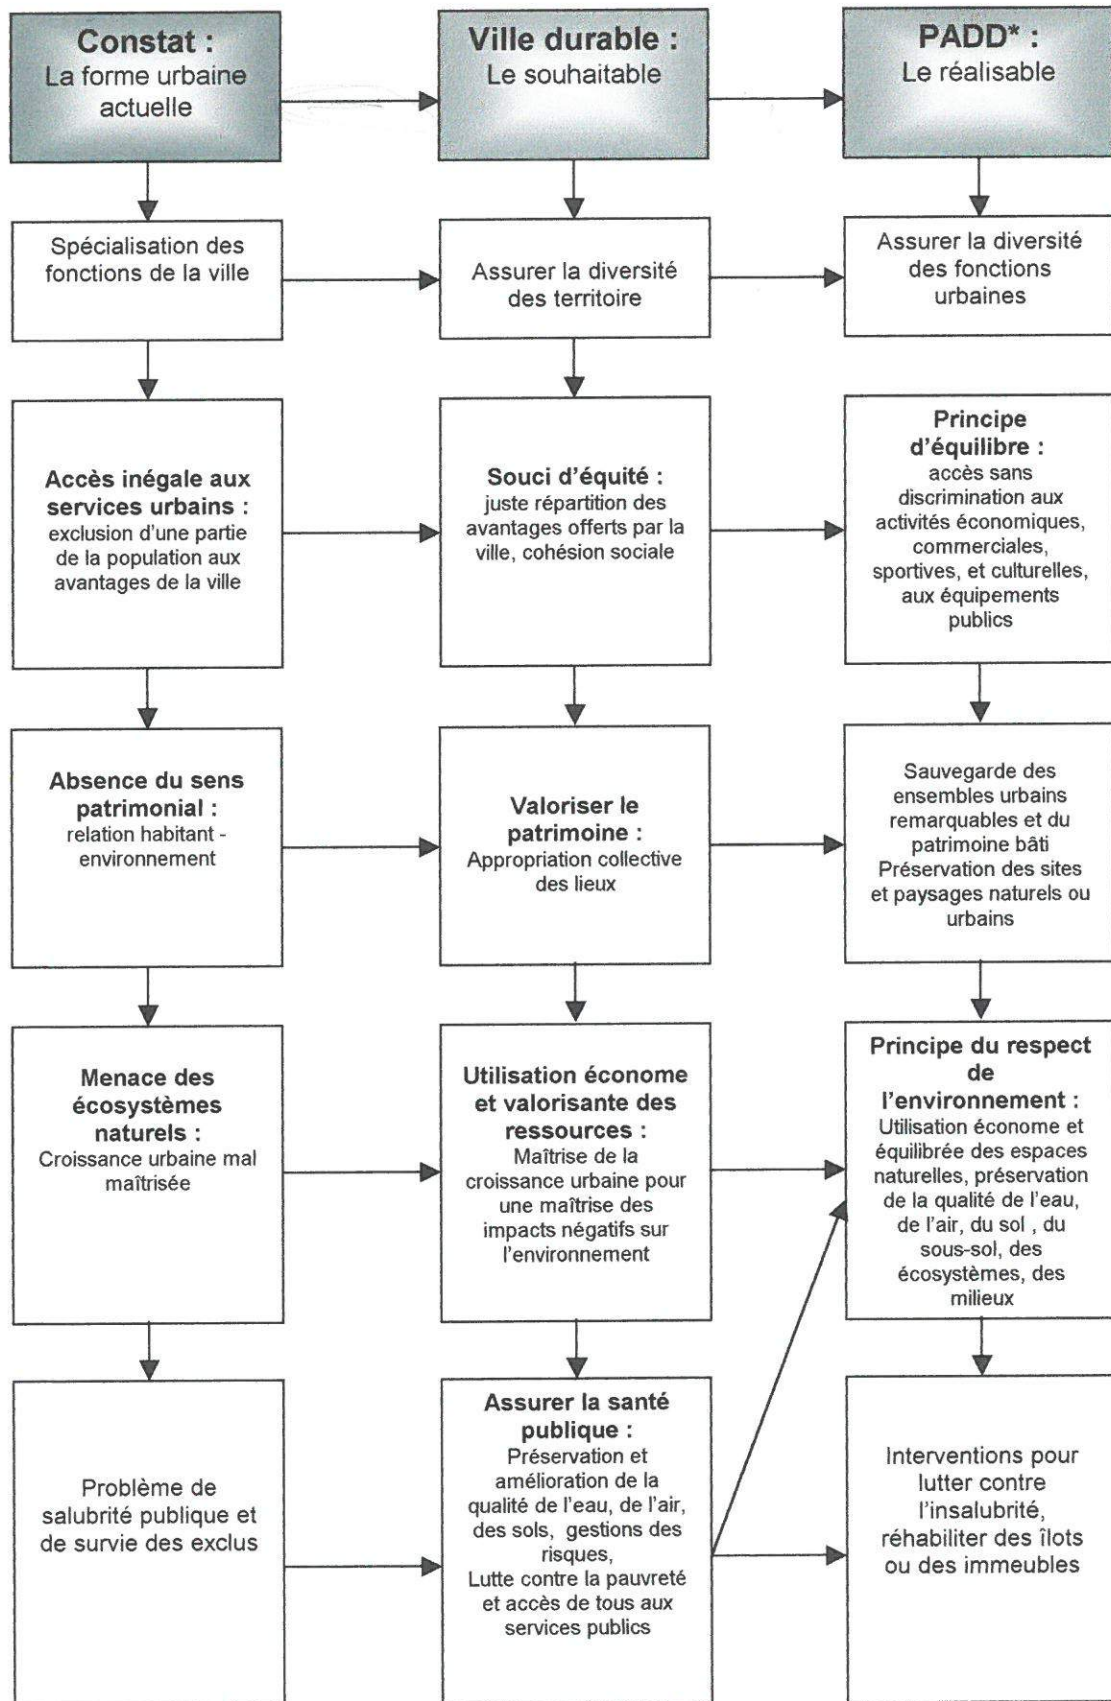 Constat :
La forme urbaine
actuelle
Ville durable :
Le souhaitable
PADD* :
Le réalisable
Spécialisation des
fonctions de la ville
Assurer la diversité
des territoire
Assurer la diversité
des fonctions
urbaines
Accès inégale aux
services urbains :
exclusion d'une partie
de la population aux
avantages de la ville
Souci d'équité :
juste répartition des
avantages offerts par la
ville, cohésion sociale
Principe
d'équilibre :
accès sans
discrimination aux
activités économiques,
commerciales,
sportives, et culturelles,
aux équipements
publics
Absence du sens
patrimonial :
relation habitant -
environnement
Valoriser le
patrimoine :
Appropriation collective
des lieux
Sauvegarde des
ensembles urbains
remarquables et du
patrimoine bâti
Préservation des sites
et paysages naturels ou
urbains
Menace des
écosystèmes
naturels :
Croissance urbaine mal
maîtrisée
Utilisation économe
et valorisante des
ressources :
Maîtrise de la
croissance urbaine pour
une maîtrise des
impacts négatifs sur
l'environnement
Principe du respect
de
l'environnement :
Utilisation économe et
équilibrée des espaces
naturelles, préservation
de la qualité de l'eau,
de l'air, du sol , du
sous-sol, des
écosystèmes, des
milieux
Problème de
salubrité publique et
de survie des exclus
Assurer la santé
publique :
Préservation et
amélioration de la
qualité de l'eau, de l'air,
des sols, gestions des
risques,
Lutte contre la pauvreté
et accès de tous aux
services publics
Interventions pour
lutter contre
l'insalubrité,
réhabiliter des îlots
ou des immeubles